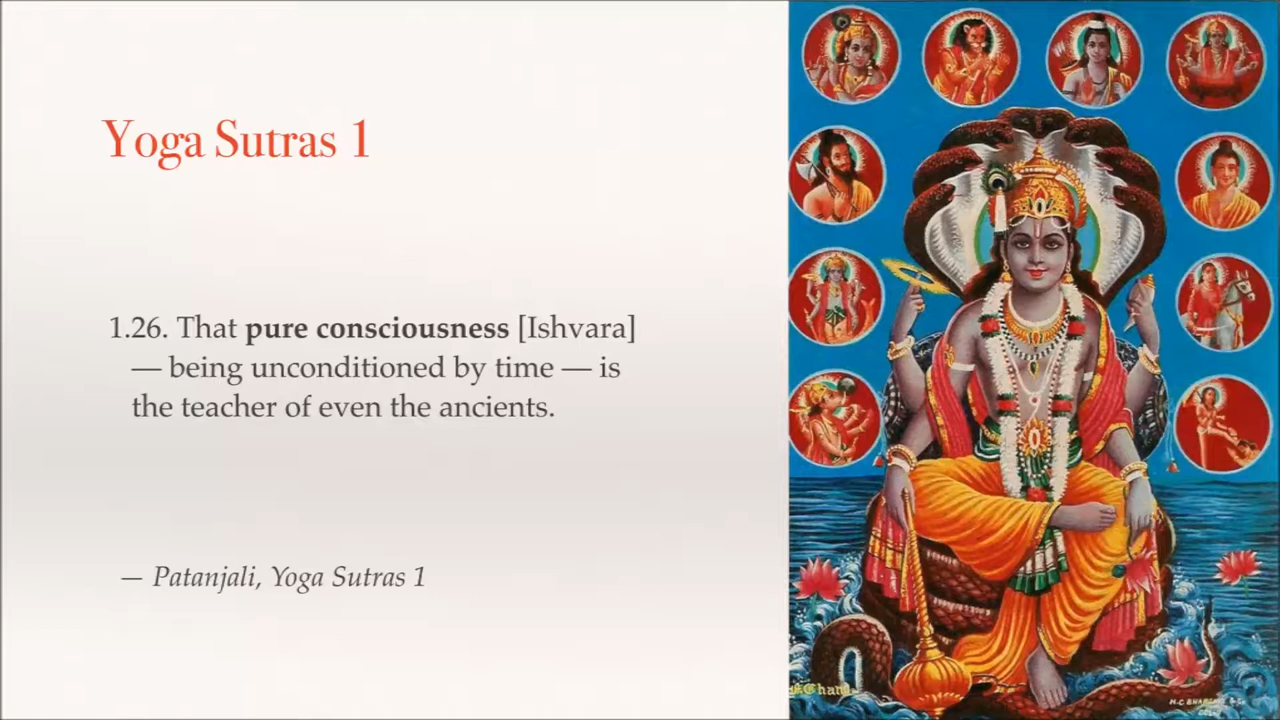 Yoga Sutras 1
1.26. That pure consciousness [Ishvara]
— being unconditioned by time — is
the teacher of even the ancients.
— Patanjali, Yoga Sutras 1